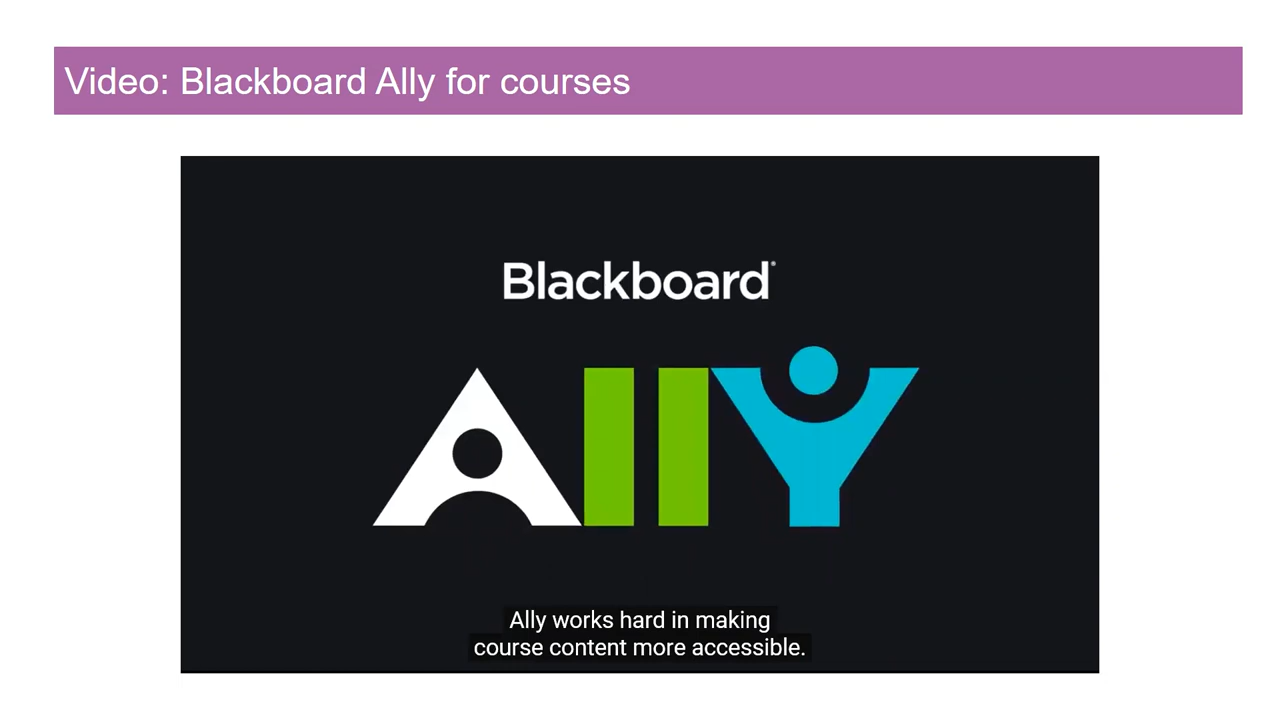 Video: Blackboard Ally for courses
Blackboard®
Ally
Ally works hard in making
course content more accessible.